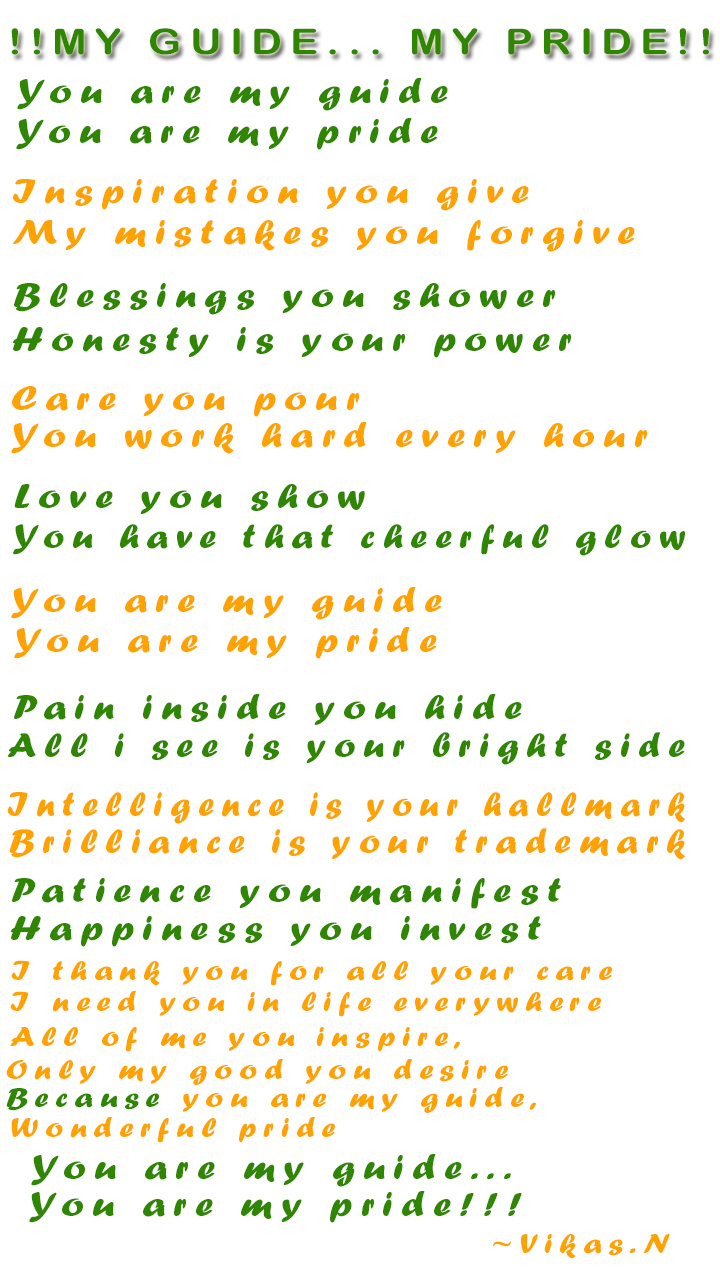 !!MY GUIDE... MY PRIDE!!
You are my guide
You are my pride
Inspiration you give
My mistakes you forgive
Blessings you shower
Honesty is your power
Care you pour
You work hard every hour
Love you show
You have that cheerful glow
You are my guide
You are my pride
Pain inside you hide
All i see is your bright side
Intelligence is your hallmark
Brilliance is your trademark
Patience you manifest
Happiness you invest
I thank you for all your care
I need you in life everywhere
All of me you inspire,
Only my good you desire
Because you are my guide,
Wonderful pride
You are my guide...
You are my pride!!!
~Vikas.N